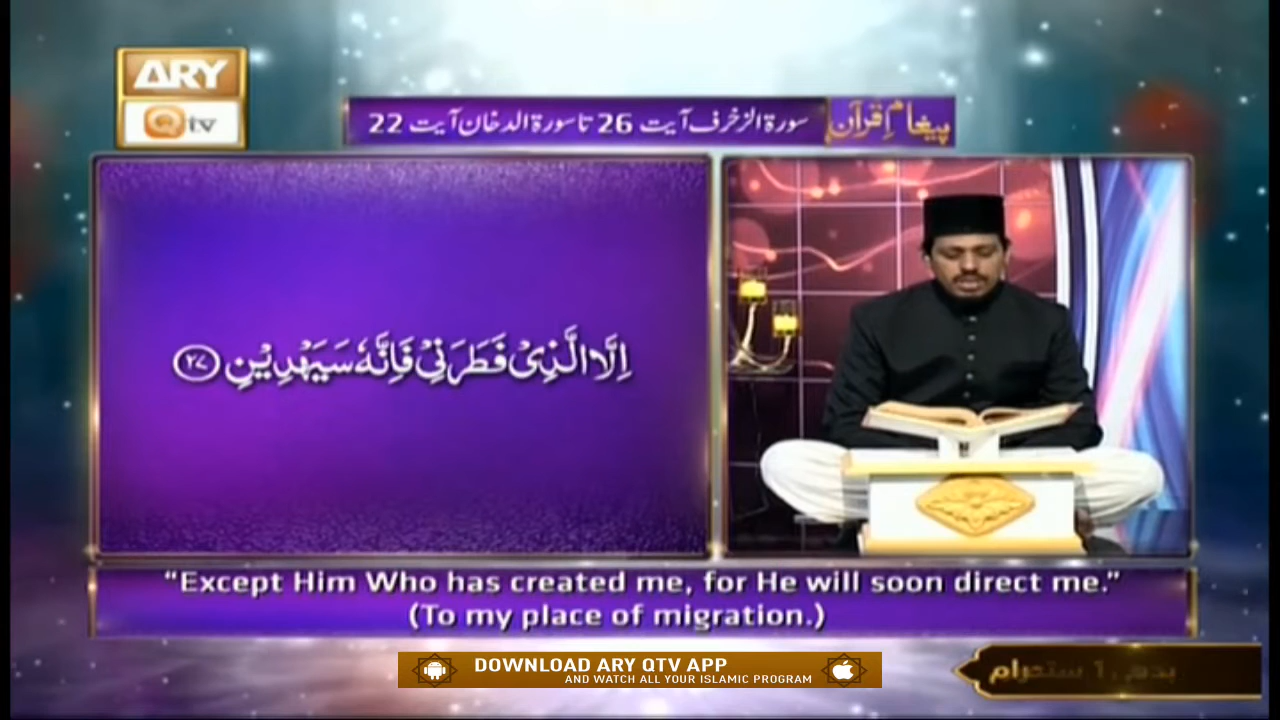 ARY
Qtv
پیغام قرآن
سورۃ الزخرف آیت 26 تا سورۃ الدخان آیت 22
اِلَّا الَّذِیْ فَطَرَنِیْ فَاِنَّهٗ سَیَهْدِیْنِ ﴿۲۷﴾
“Except Him Who has created me, for He will soon direct me.”
(To my place of migration.)
DOWNLOAD ARY QTV APP
AND WATCH ALL YOUR ISLAMIC PROGRAM